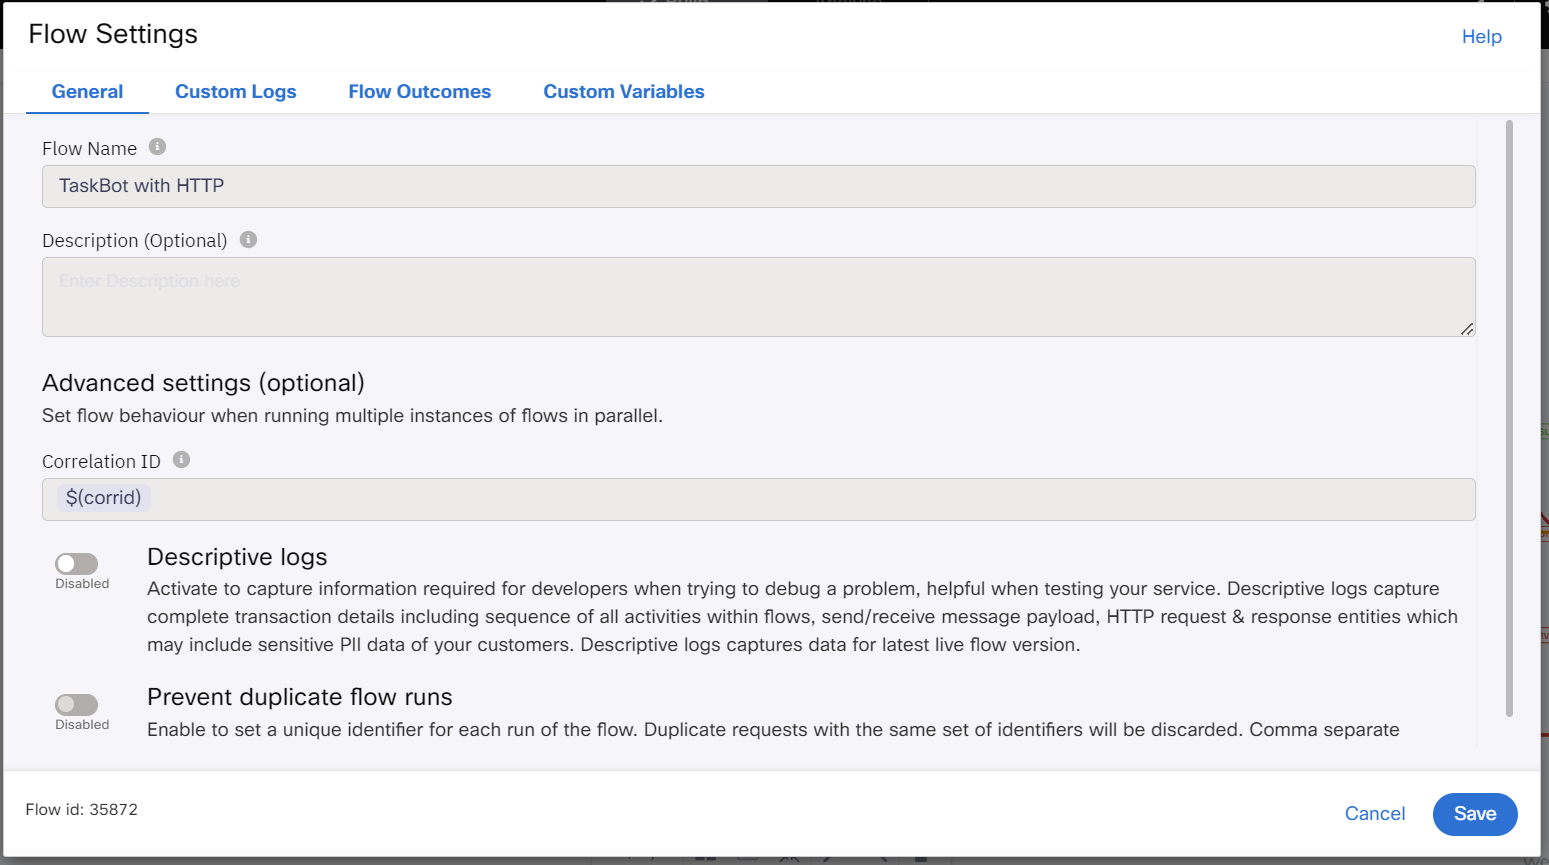 Flow Settings
Help
General
Custom Logs
Flow Outcomes
Custom Variables
Flow Name
TaskBot with HTTP
Description (Optional)
Enter Description here
Advanced settings (optional)
Set flow behaviour when running multiple instances of flows in parallel.
Correlation ID
$(corrid)
Disabled
Descriptive logs
Activate to capture information required for developers when trying to debug a problem, helpful when testing your service. Descriptive logs capture
complete transaction details including sequence of all activities within flows, send/receive message payload, HTTP request & response entities which
may include sensitive PII data of your customers. Descriptive logs captures data for latest live flow version.
Disabled
Prevent duplicate flow runs
Enable to set a unique identifier for each run of the flow. Duplicate requests with the same set of identifiers will be discarded. Comma separate
Flow id: 35872
Cancel
Save